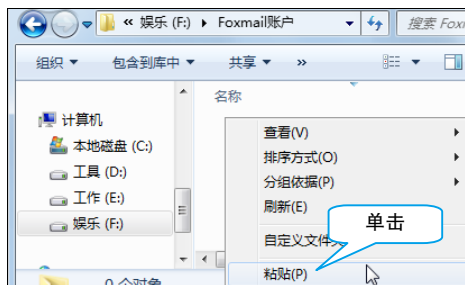 « 娱乐 (F:) ▸ Foxmail账户
搜索 Fox
组织 包含到库中 共享 »
名称
计算机
本地磁盘 (C:)
工具 (D:)
工作 (E:)
娱乐 (F:)
查看(V)
排序方式(O)
分组依据(P)
刷新(E)
自定义文件
单击
粘贴(P)
0 个对象